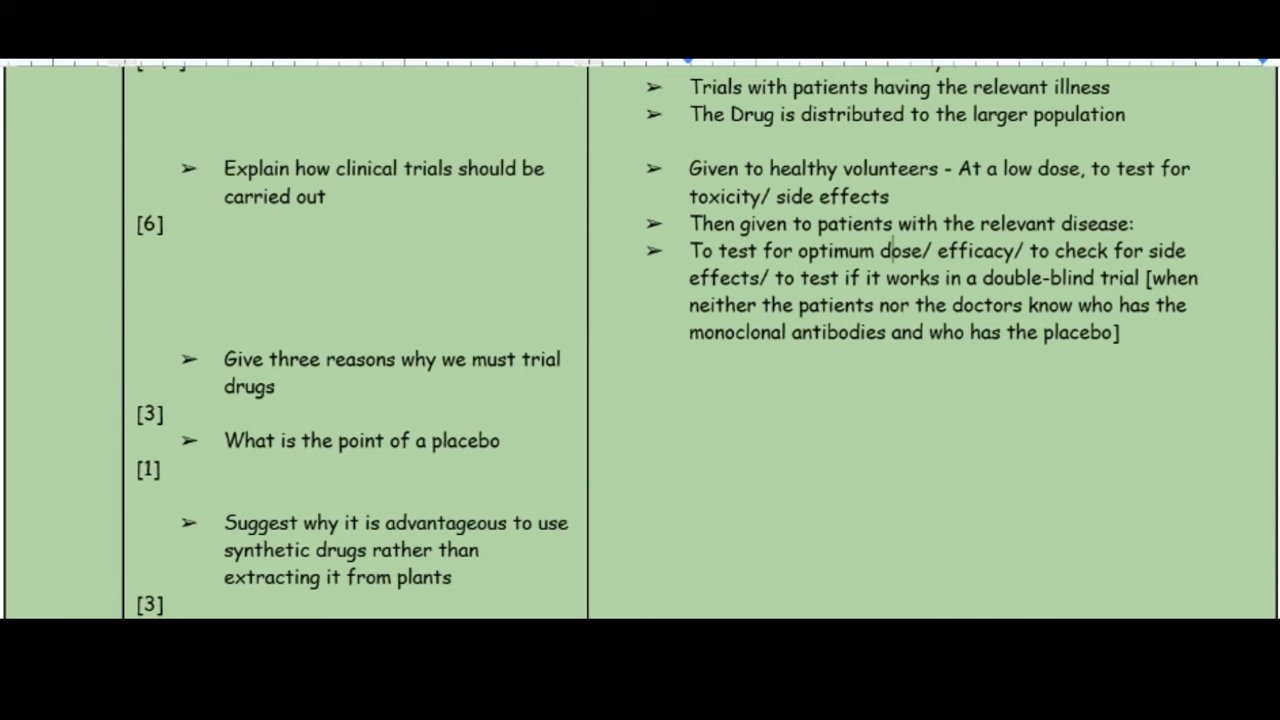 ➢ Explain how clinical trials should be
carried out
[6]
➢ Give three reasons why we must trial
drugs
[3]
➢ What is the point of a placebo
[1]
➢ Suggest why it is advantageous to use
synthetic drugs rather than
extracting it from plants
[3]
➢ Trials with patients having the relevant illness
➢ The Drug is distributed to the larger population
➢ Given to healthy volunteers - At a low dose, to test for
toxicity/ side effects
➢ Then given to patients with the relevant disease:
➢ To test for optimum dose/ efficacy/ to check for side
effects/ to test if it works in a double-blind trial [when
neither the patients nor the doctors know who has the
monoclonal antibodies and who has the placebo]